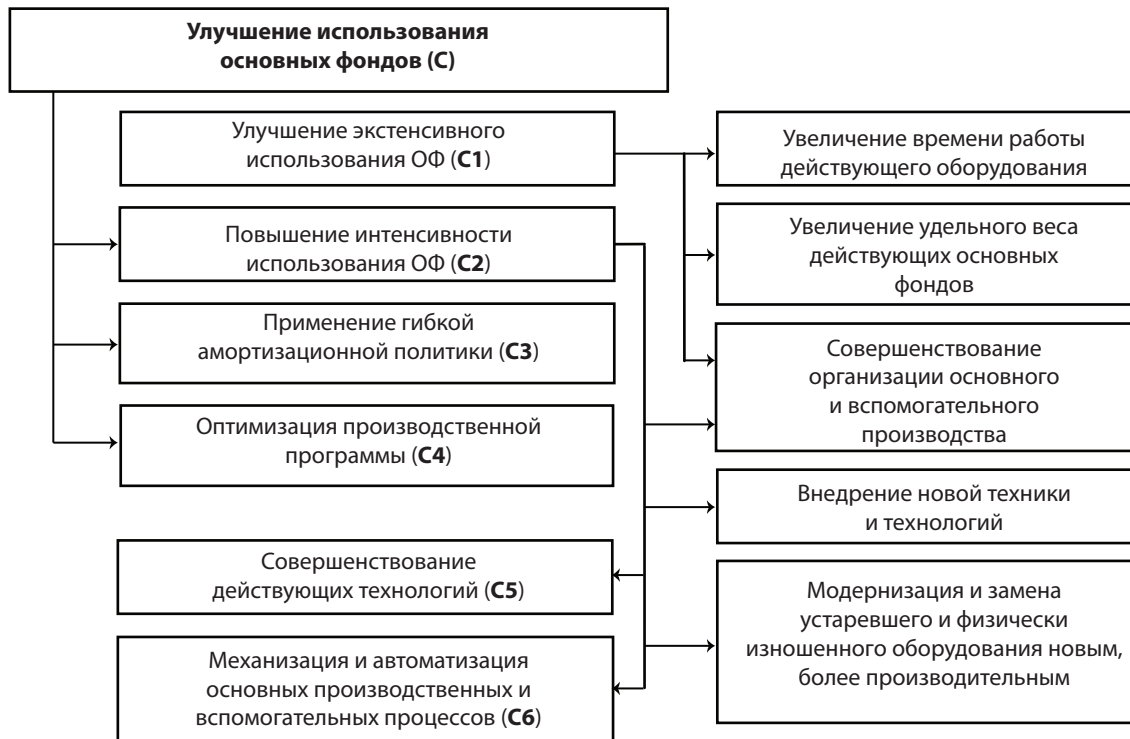 Улучшение использования
основных фондов (С)
Улучшение экстенсивного
использования ОФ (С1)
Повышение интенсивности
использования ОФ (С2)
Применение гибкой
амортизационной политики (С3)
Оптимизация производственной
программы (С4)
Совершенствование
действующих технологий (С5)
Механизация и автоматизация
основных производственных и
вспомогательных процессов (С6)
Увеличение времени работы
действующего оборудования
Увеличение удельного веса
действующих основных
фондов
Совершенствование
организации основного
и вспомогательного
производства
Внедрение новой техники
и технологий
Модернизация и замена
устаревшего и физически
изношенного оборудования новым,
более производительным